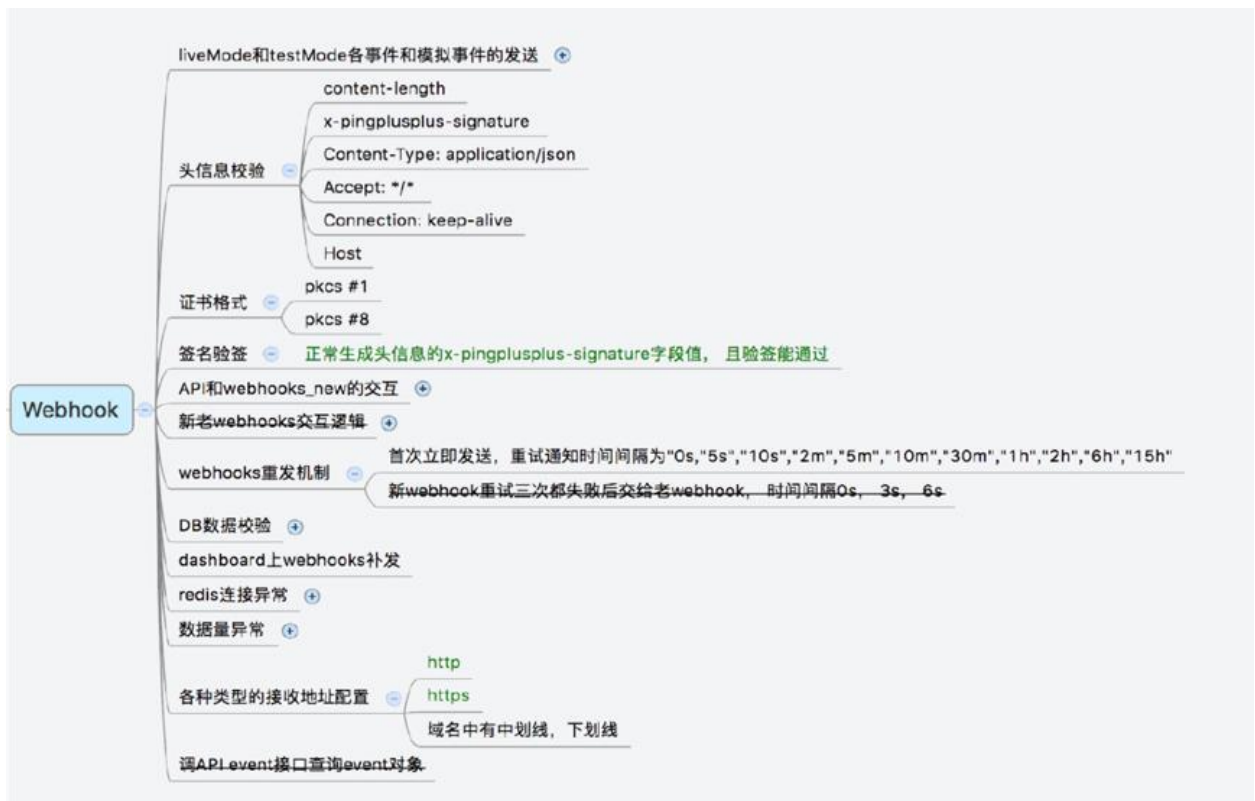 liveMode和testMode各事件和模拟事件的发送
content-length
x-pingplusplus-signature
Content-Type: application/json
头信息校验
Accept: */*
Connection: keep-alive
Host
pkcs #1
证书格式
pkcs #8
签名验签
正常生成头信息的x-pingplusplus-signature字段值， 且验签能通过
API和webhooks_new的交互
Webhook
新老webhooks交互逻辑
首次立即发送，重试通知时间间隔为"0s,"5s","10s","2m","5m","10m","30m","1h","2h","6h","15h"
webhooks重发机制
新webhook重试三次都失败后交给老webhook， 时间间隔0s， 3s， 6s
DB数据校验
dashboard上webhooks补发
redis连接异常
数据量异常
http
各种类型的接收地址配置
https
域名中有中划线，下划线
调API event接口查询event对象